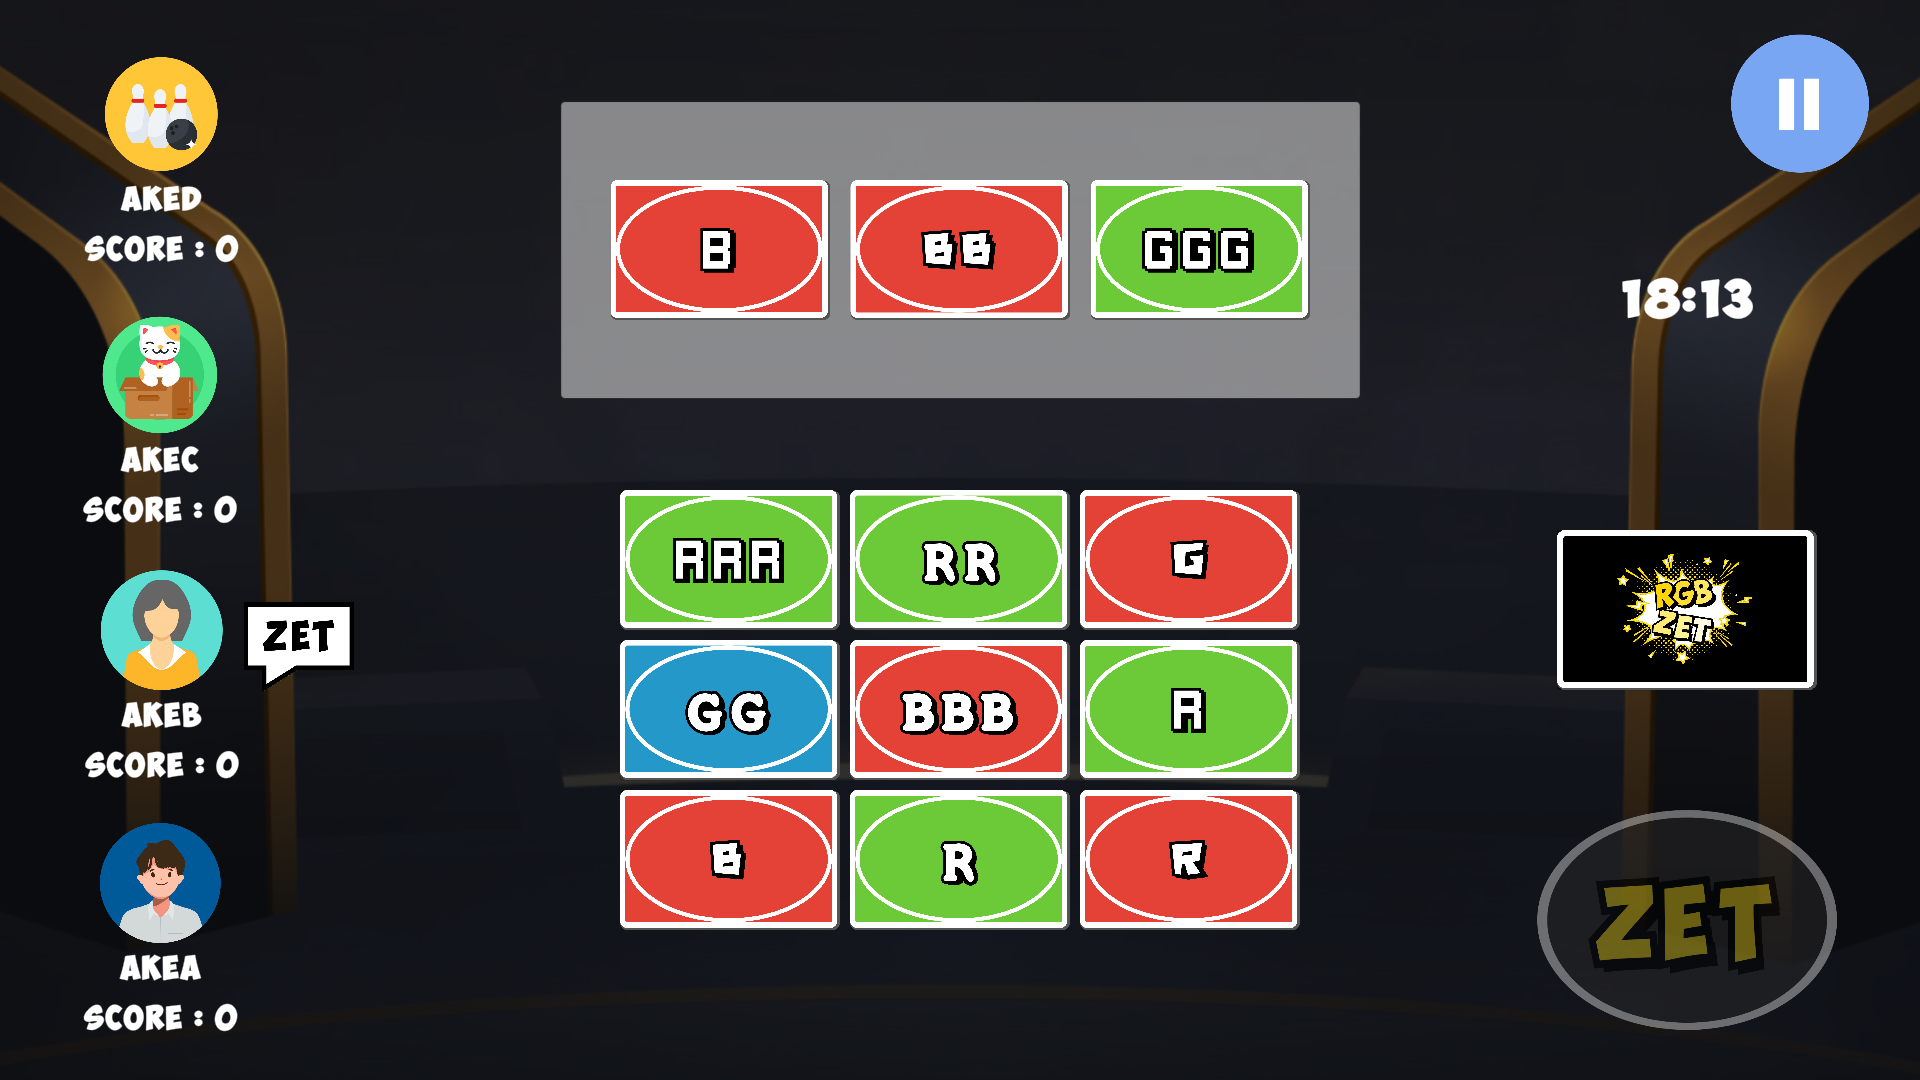 AKED
SCORE : 0
AKEC
SCORE : 0
AKEB
SCORE : 0
ZET
AKEA
SCORE : 0
B BB GGG
RRR RR G
GG BBB R
B R R
18:13
RGB
ZET
ZET